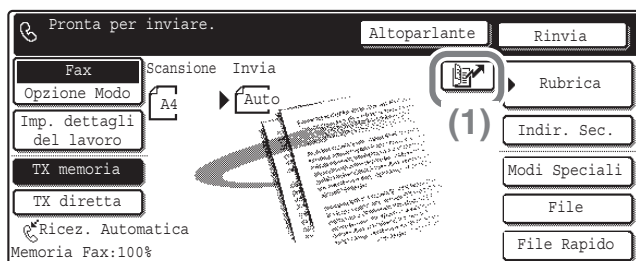 Pronta per inviare.
Altoparlante
Rinvia
Fax
Opzione Modo
Scansione
Invia
A4
Auto
(1)
Rubrica
Imp. dettagli
del lavoro
Indir. Sec.
TX memoria
Modi Speciali
TX diretta
File
Ricez. Automatica
Memoria Fax:100%
File Rapido